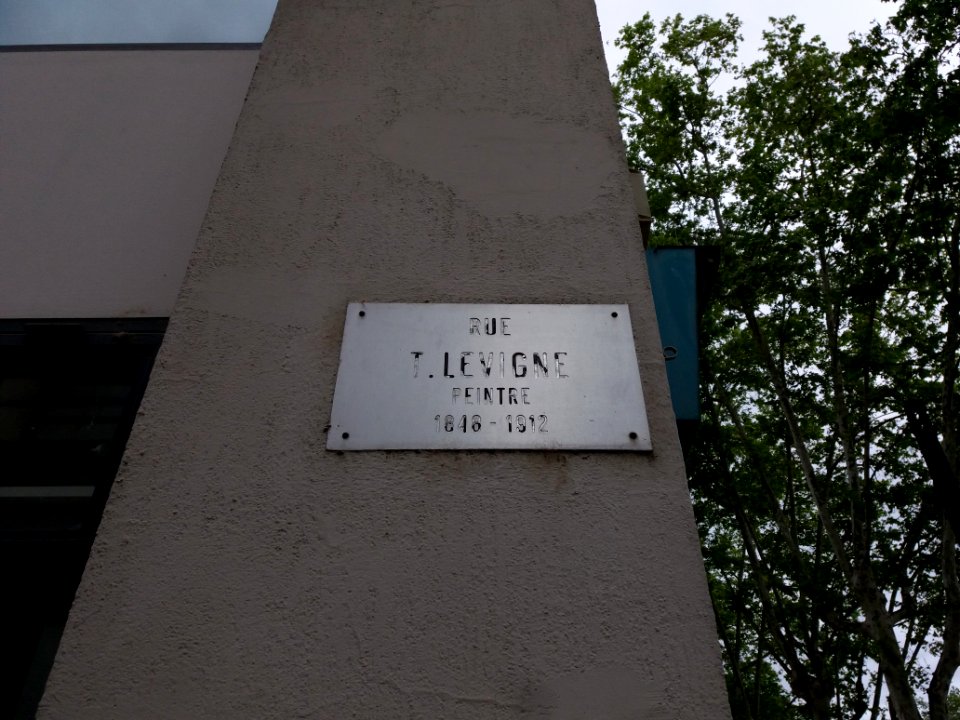 RUE
T. LEVIGNE
PEINTRE
1848 - 1912